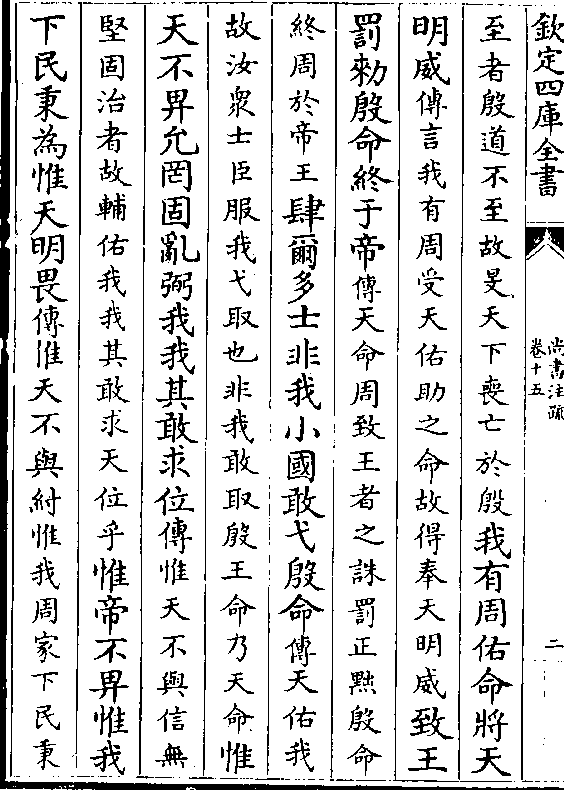 欽定四庫全書
尚書注疏
卷十五
二
至者殷道不至故旻天下喪亡於殷我有周佑命將天
明威傳言我有周受天佑助之命故得奉天明威致王
罰勑殷命終于帝傳天命周致王者之誅罰正黜殷命
終周於帝王肆爾多士非我小國敢弋殷命傳天佑我
故汝衆士臣服我弋取也非我敢取殷王命乃天命惟
天不畀允罔固亂弼我我其敢求位傳惟天不與信無
堅固治者故輔佑我我其敢求天位乎惟帝不畀惟我
下民秉為惟天明畏傳惟天不與紂惟我周家下民秉